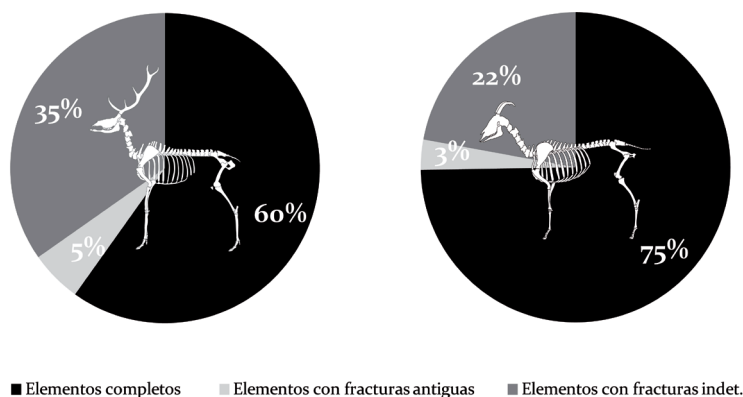 35%
5%
60%
22%
3%
75%
Elementos completos
Elementos con fracturas antiguas
Elementos con fracturas indet.